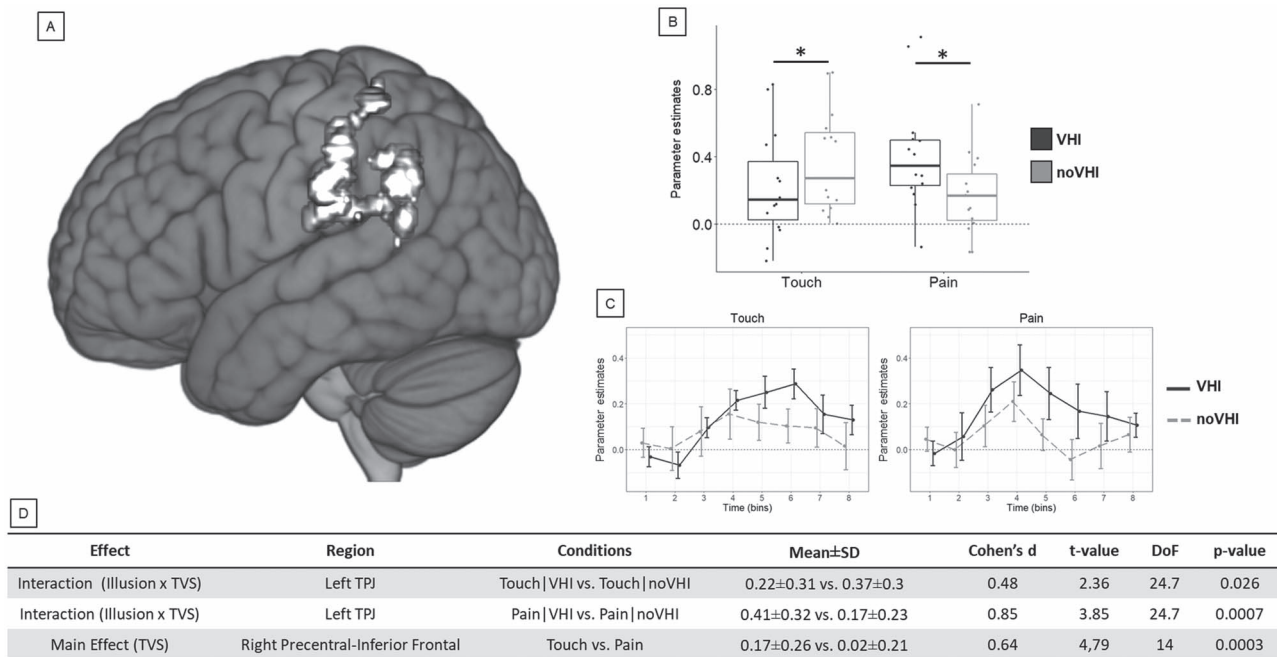 A
B
*
*
0.8
0.4
0.0
Parameter estimates
Touch
Pain
VHI
noVHI
C
Touch
Pain
0.4
0.2
0.0
Parameter estimates
1 2 3 4 5 6 7 8
Time (bins)
0.4
0.2
0.0
Parameter estimates
1 2 3 4 5 6 7 8
Time (bins)
VHI
noVHI
D
Effect Region Conditions Mean±SD Cohen's d t-value DoF p-value
Interaction (Illusion x TVS) Left TPJ Touch|VHI vs. Touch|noVHI 0.22±0.31 vs. 0.37±0.3 0.48 2.36 24.7 0.026
Interaction (Illusion x TVS) Left TPJ Pain|VHI vs. Pain|noVHI 0.41±0.32 vs. 0.17±0.23 0.85 3.85 24.7 0.0007
Main Effect (TVS) Right Precentral-Inferior Frontal Touch vs. Pain 0.17±0.26 vs. 0.02±0.21 0.64 4,79 14 0.0003